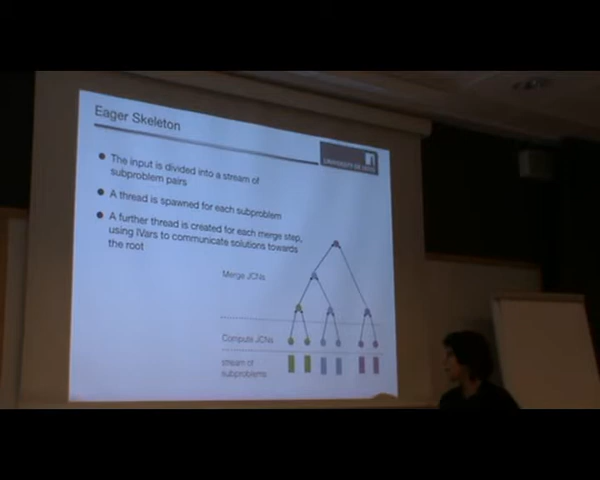 Eager Skeleton
UNIVERSITY OF
The input is divided into a stream of
subproblem pairs
A thread is spawned for each subproblem
A further thread is created for each merge step,
using IVars to communicate solutions towards
the root
Merge JCNs
Compute JCNs
stream of
subproblems